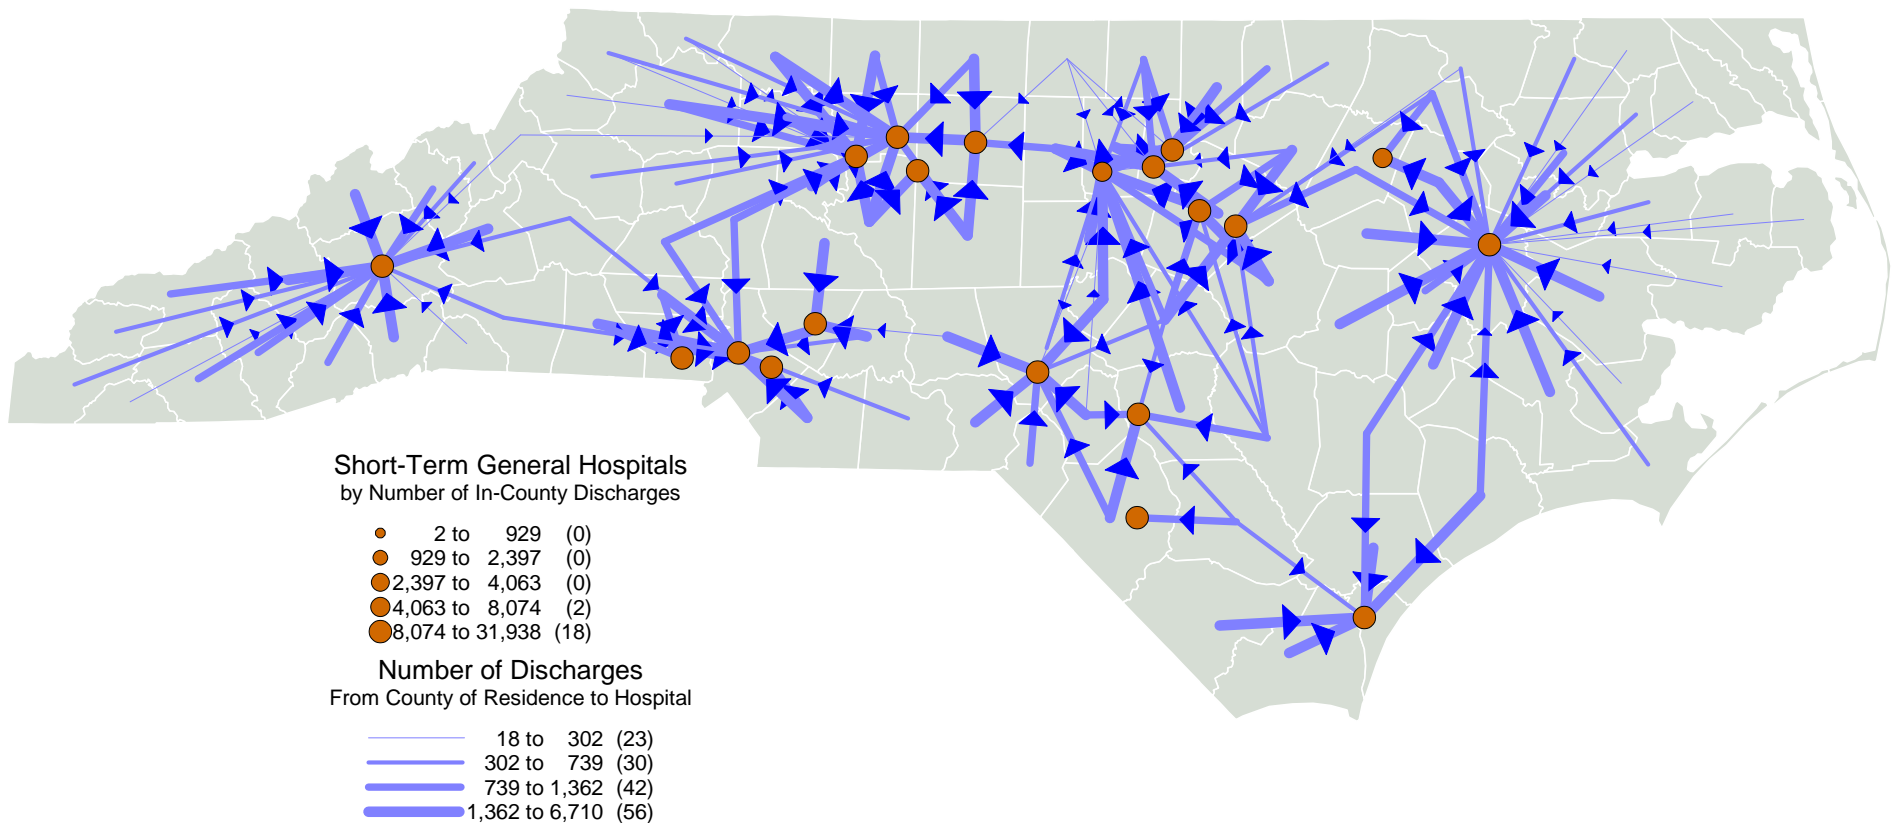 Short-Term General Hospitals
by Number of In-County Discharges
2 to 929 (0)
929 to 2,397 (0)
2,397 to 4,063 (0)
4,063 to 8,074 (2)
8,074 to 31,938 (18)
Number of Discharges
From County of Residence to Hospital
18 to 302 (23)
302 to 739 (30)
739 to 1,362 (42)
1,362 to 6,710 (56)